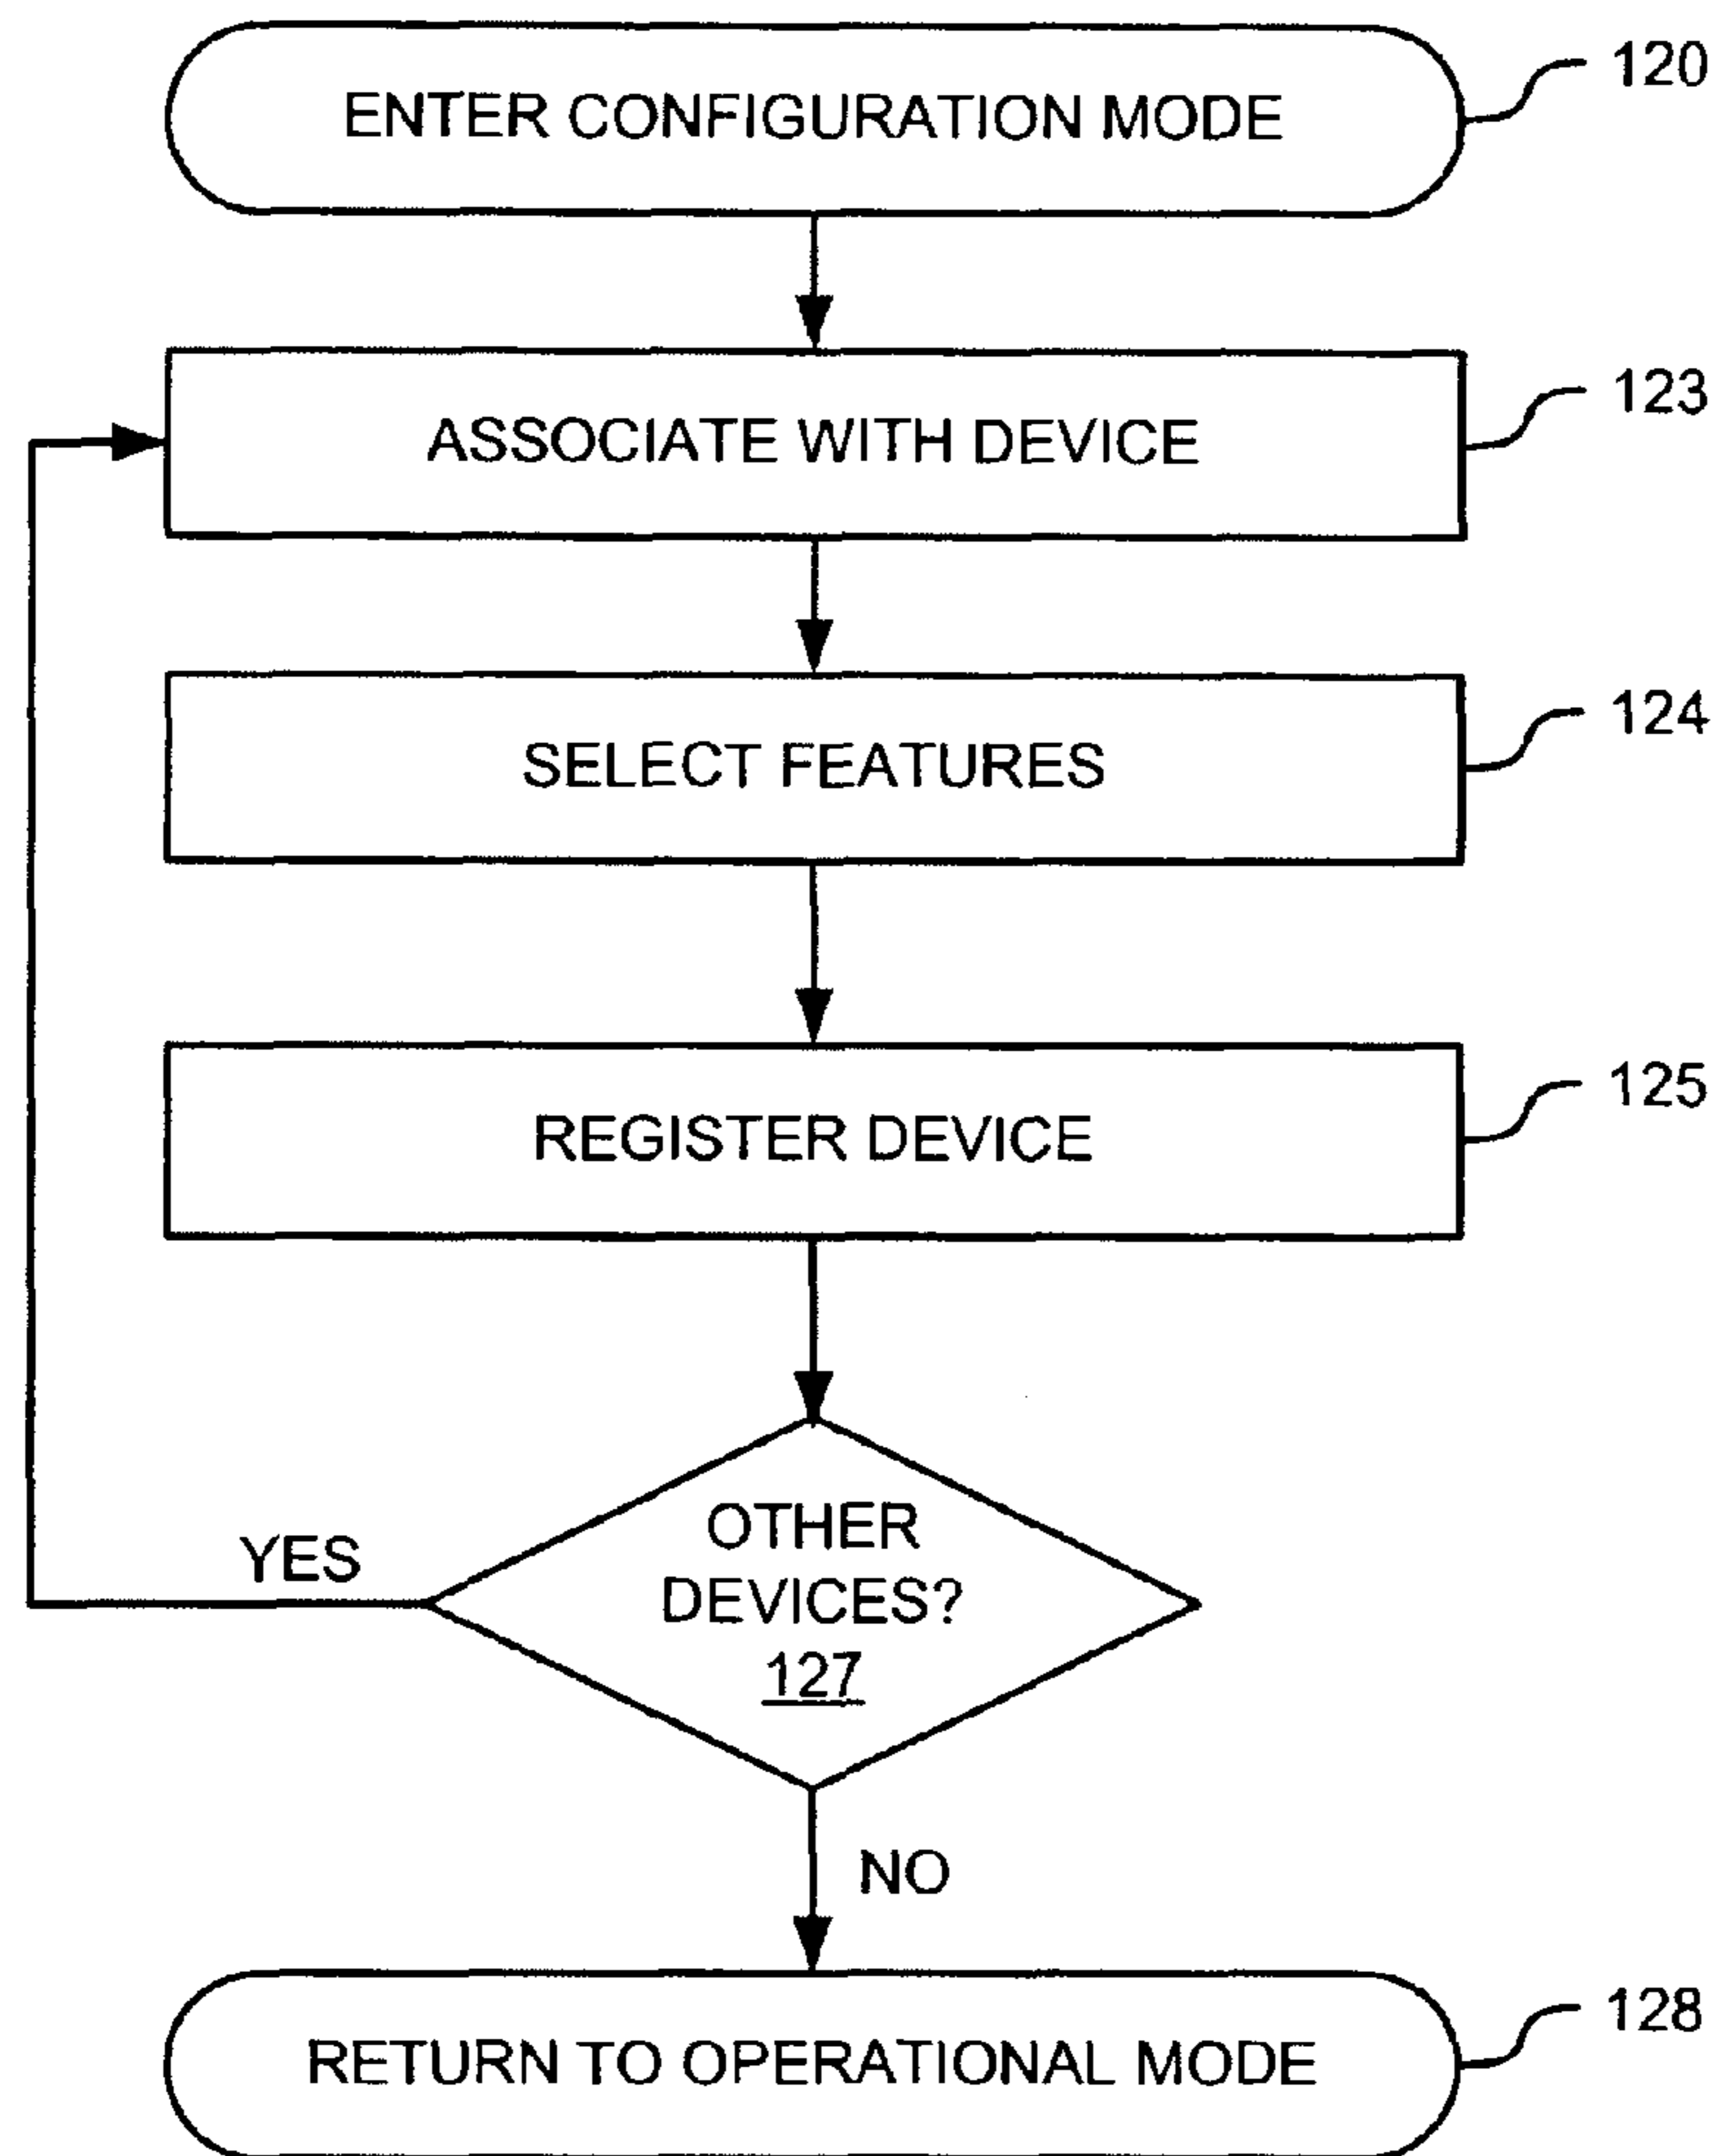 ENTER CONFIGURATION MODE
120
ASSOCIATE WITH DEVICE
123
SELECT FEATURES
124
REGISTER DEVICE
125
OTHER
DEVICES?
127
YES
NO
RETURN TO OPERATIONAL MODE
128